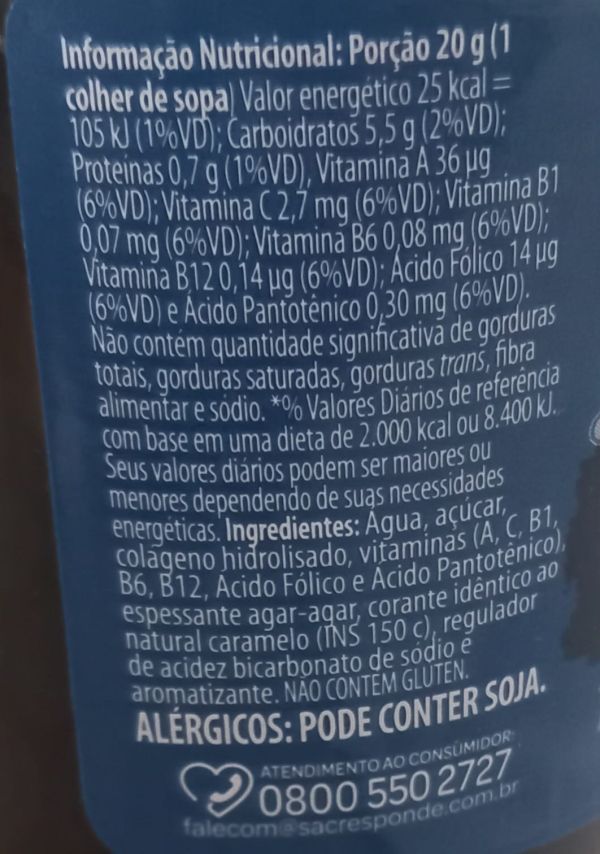 Informação Nutricional: Porção 20 g (1
colher de sopa) Valor energético 25 kcal =
105 kJ (1%VD); Carboidratos 5,5 g (2%VD);
Proteínas 0,7 g (1%VD), Vitamina A 36 µg
(6%VD); Vitamina C 2,7 mg (6%VD); Vitamina B1
0,07 mg (6%VD); Vitamina B6 0,08 mg (6%VD);
Vitamina B12 0,14 µg (6%VD); Ácido Fólico 14 µg
(6%VD) e Ácido Pantotênico 0,30 mg (6%VD).
Não contém quantidade significativa de gorduras
totais, gorduras saturadas, gorduras trans, fibra
alimentar e sódio. *% Valores Diários de referência
com base em uma dieta de 2.000 kcal ou 8.400 kJ.
Seus valores diários podem ser maiores ou
menores dependendo de suas necessidades
energéticas. Ingredientes: Água, açúcar,
colágeno hidrolisado, vitaminas (A, C, B1,
B6, B12, Ácido Fólico e Ácido Pantotênico),
espessante agar-agar, corante idêntico ao
natural caramelo (INS 150 c), regulador
de acidez bicarbonato de sódio e
aromatizante. NÃO CONTÉM GLÚTEN.
ALÉRGICOS: PODE CONTER SOJA.
ATENDIMENTO AO CONSUMIDOR:
0800 550 2727
falecom@sacresponde.com.br